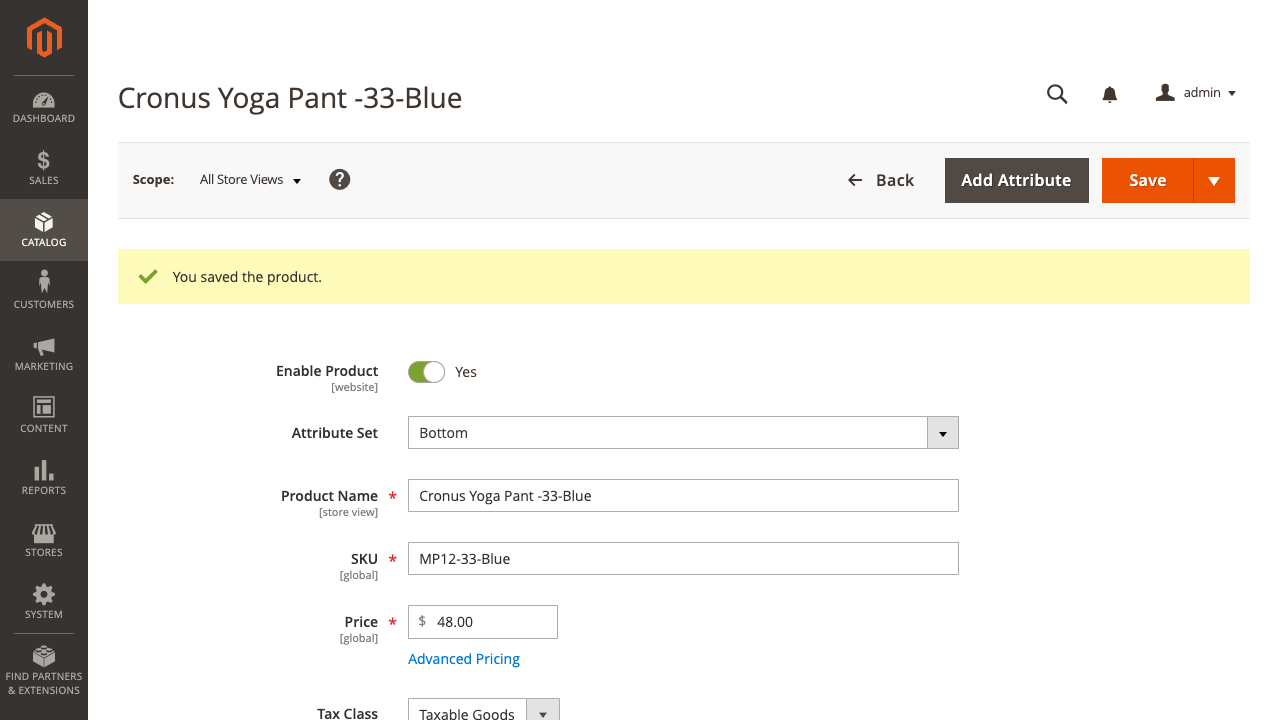 Cronus Yoga Pant -33-Blue
admin
DASHBOARD
SALES
CATALOG
CUSTOMERS
MARKETING
CONTENT
REPORTS
STORES
SYSTEM
FIND PARTNERS
& EXTENSIONS
Scope: All Store Views ? Back Add Attribute Save
You saved the product.
Enable Product Yes
[website]
Attribute Set Bottom
Product Name * Cronus Yoga Pant -33-Blue
[store view]
SKU * MP12-33-Blue
[global]
Price * $ 48.00
[global]
Advanced Pricing
Tax Class Taxable Goods